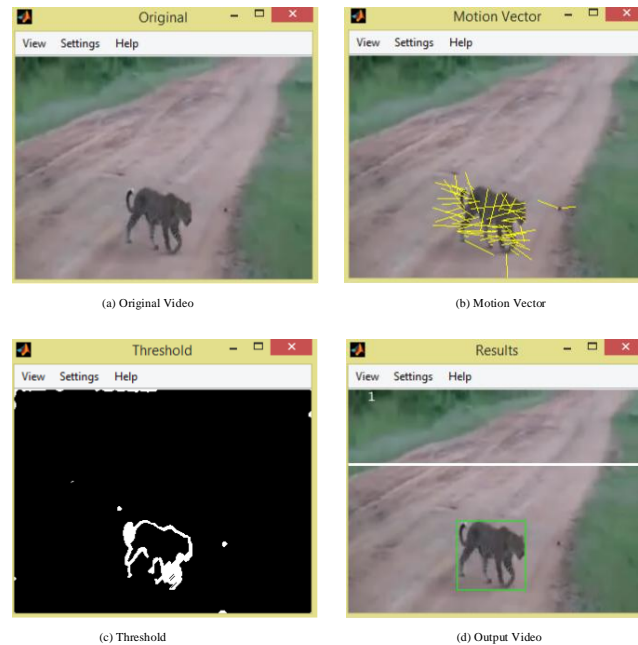 Original
View Settings Help
(a) Original Video
Motion Vector
View Settings Help
(b) Motion Vector
Threshold
View Settings Help
(c) Threshold
Results
View Settings Help
1
(d) Output Video